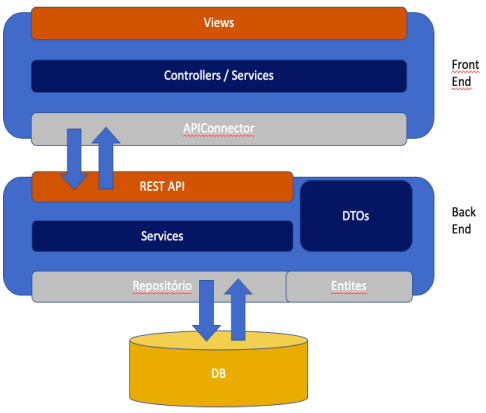 Views
Controllers / Services
Front
End
APIConnector
REST API
DTOs
Back
End
Services
Repositório
Entites
DB